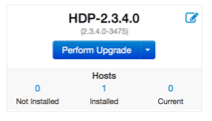 HDP-2.3.4.0
(2.3.4.0-3475)
Perform Upgrade
Hosts
0 1 0
Not Installed Installed Current